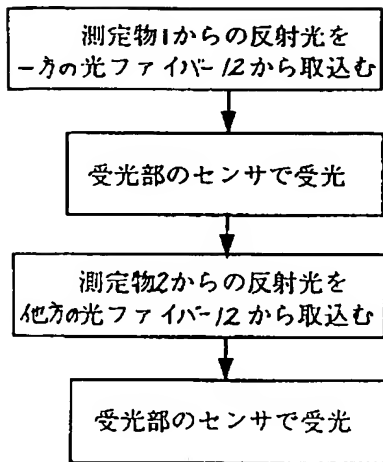 測定物1からの反射光を
一方の光ファイバー12から取込む
受光部のセンサで受光
測定物2からの反射光を
他方の光ファイバー12から取込む
受光部のセンサで受光